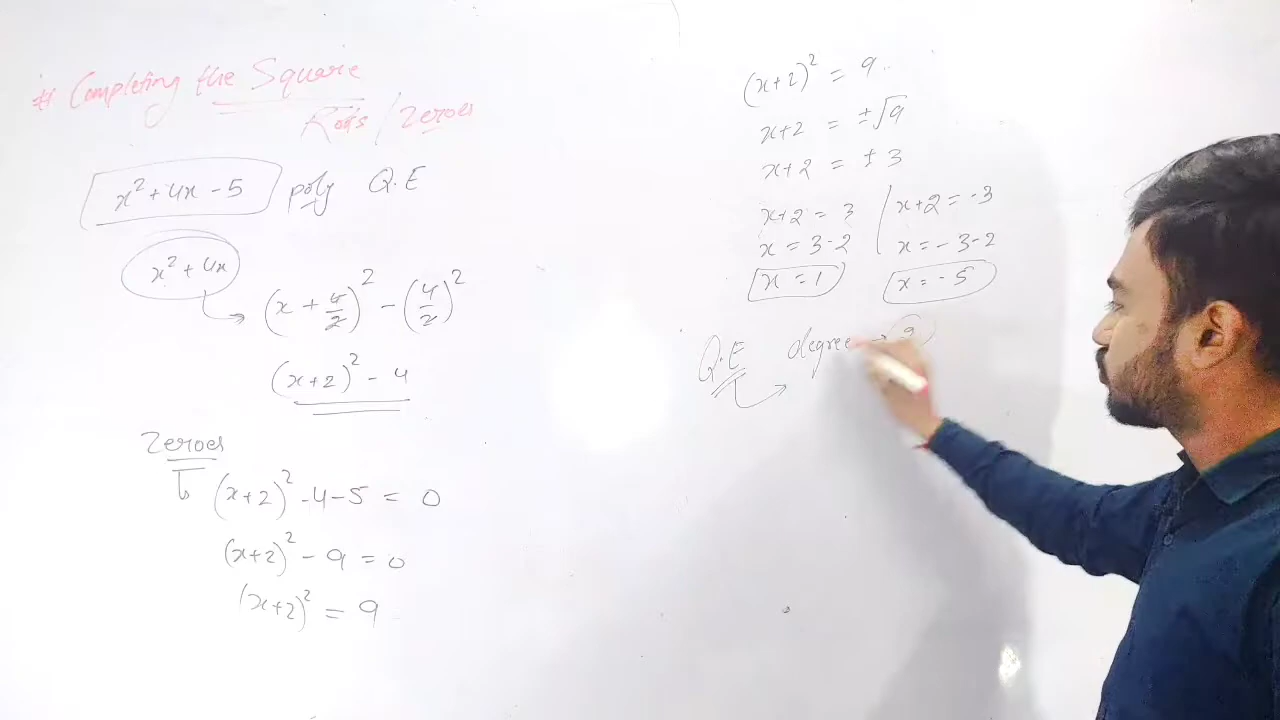 # Completing the Square
Roots / Zeroes
x² + 4x - 5 poly Q.E
x² + 4x
(x + 4/2)² - (4/2)²
(x+2)² - 4
Zeroes
(x+2)² - 4 - 5 = 0
(x+2)² - 9 = 0
(x+2)² = 9
(x+2)² = 9
x+2 = ±√9
x+2 = ± 3
x+2 = 3
x = 3-2
x = 1
x+2 = -3
x = -3-2
x = -5
Q.E degree →